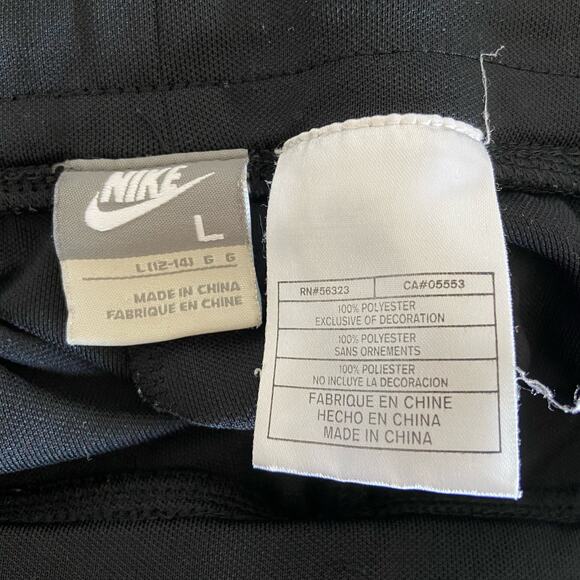 NIKE
L
L (12-14) G G
MADE IN CHINA
FABRIQUE EN CHINE
RN#56323 CA#05553
100% POLYESTER
EXCLUSIVE OF DECORATION
100% POLYESTER
SANS ORNEMENTS
100% POLIESTER
NO INCLUYE LA DECORACION
FABRIQUE EN CHINE
HECHO EN CHINA
MADE IN CHINA